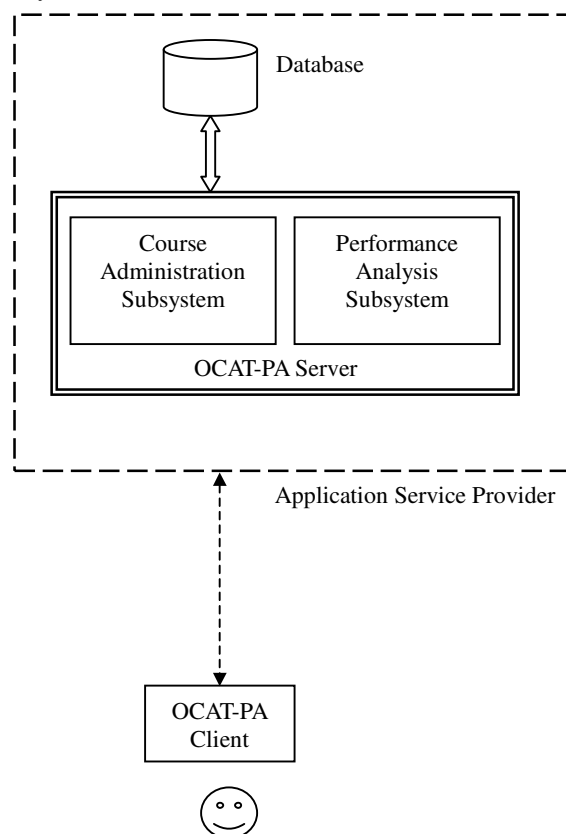 Database
Course
Administration
Subsystem
Performance
Analysis
Subsystem
OCAT-PA Server
Application Service Provider
OCAT-PA
Client